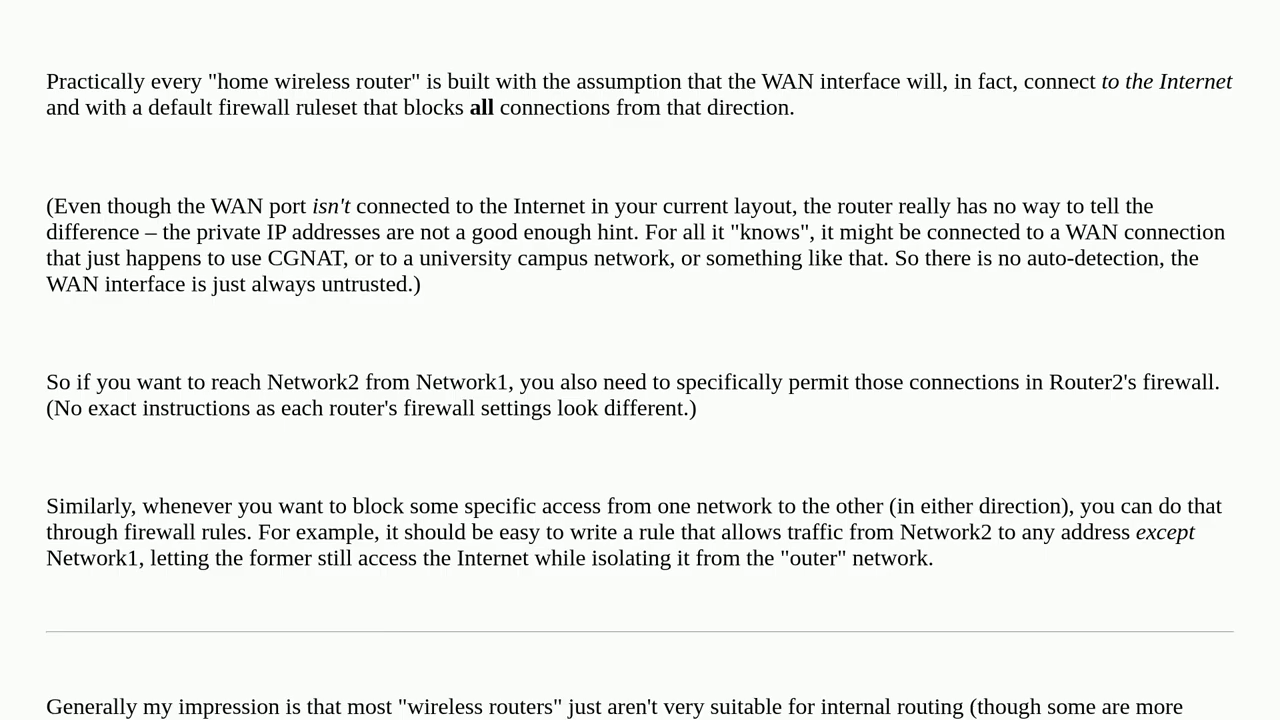 Practically every "home wireless router" is built with the assumption that the WAN interface will, in fact, connect to the Internet
and with a default firewall ruleset that blocks all connections from that direction.
(Even though the WAN port isn't connected to the Internet in your current layout, the router really has no way to tell the
difference – the private IP addresses are not a good enough hint. For all it "knows", it might be connected to a WAN connection
that just happens to use CGNAT, or to a university campus network, or something like that. So there is no auto-detection, the
WAN interface is just always untrusted.)
So if you want to reach Network2 from Network1, you also need to specifically permit those connections in Router2's firewall.
(No exact instructions as each router's firewall settings look different.)
Similarly, whenever you want to block some specific access from one network to the other (in either direction), you can do that
through firewall rules. For example, it should be easy to write a rule that allows traffic from Network2 to any address except
Network1, letting the former still access the Internet while isolating it from the "outer" network.
Generally my impression is that most "wireless routers" just aren't very suitable for internal routing (though some are more